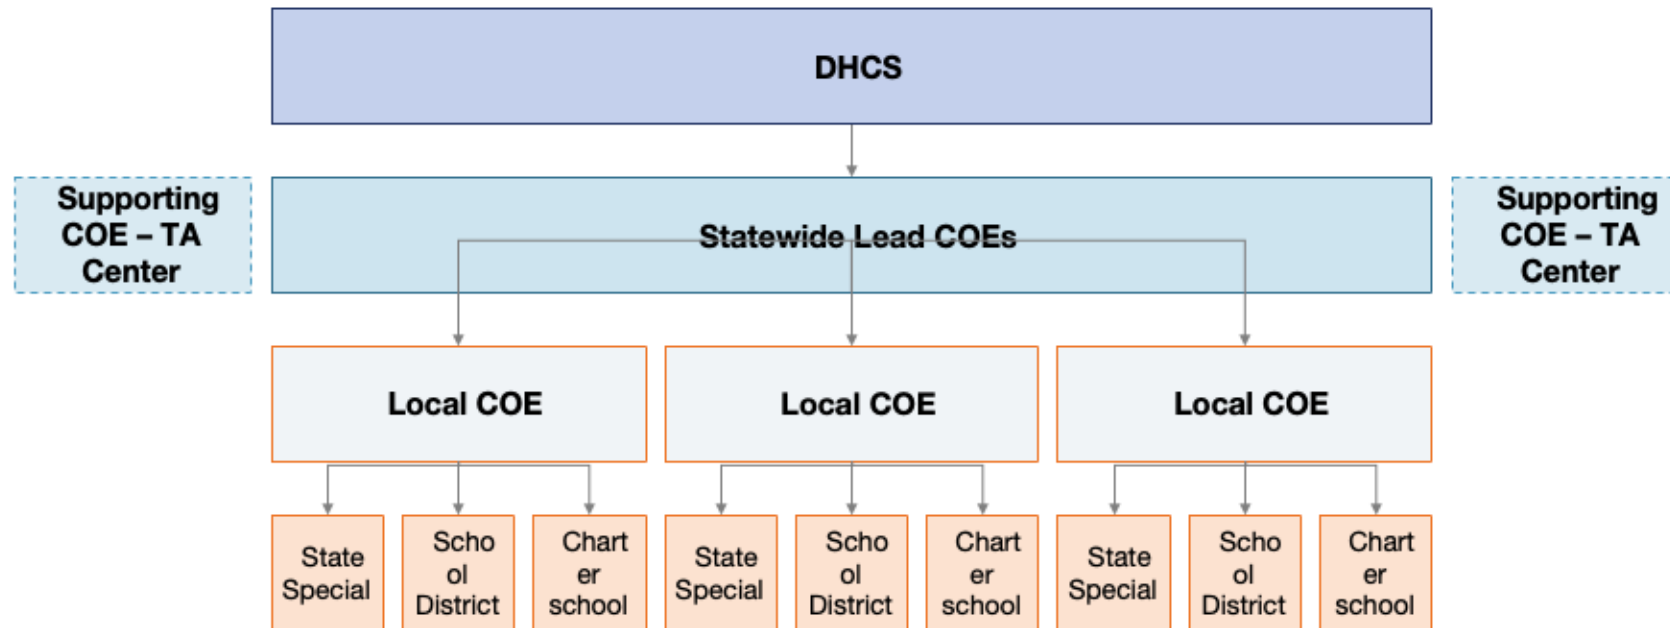 DHCS
Supporting
COE – TA
Center
Statewide Lead COEs
Supporting
COE – TA
Center
Local COE
Local COE
Local COE
State
Special
Scho
ol
District
Chart
er
school
State
Special
Scho
ol
District
Chart
er
school
State
Special
Scho
ol
District
Chart
er
school